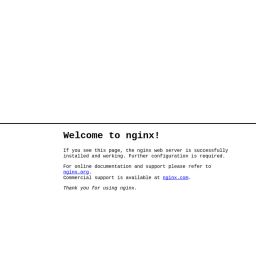 Welcome to nginx!
If you see this page, the nginx web server is successfully
installed and working. Further configuration is required.
For online documentation and support please refer to
nginx.org.
Commercial support is available at nginx.com.
Thank you for using nginx.